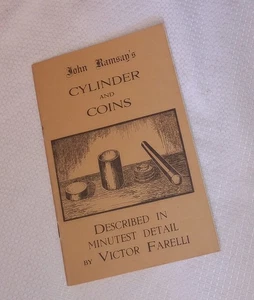 John Ramsay's
CYLINDER
AND
COINS
DESCRIBED IN
MINUTEST DETAIL
BY VICTOR FARELLI